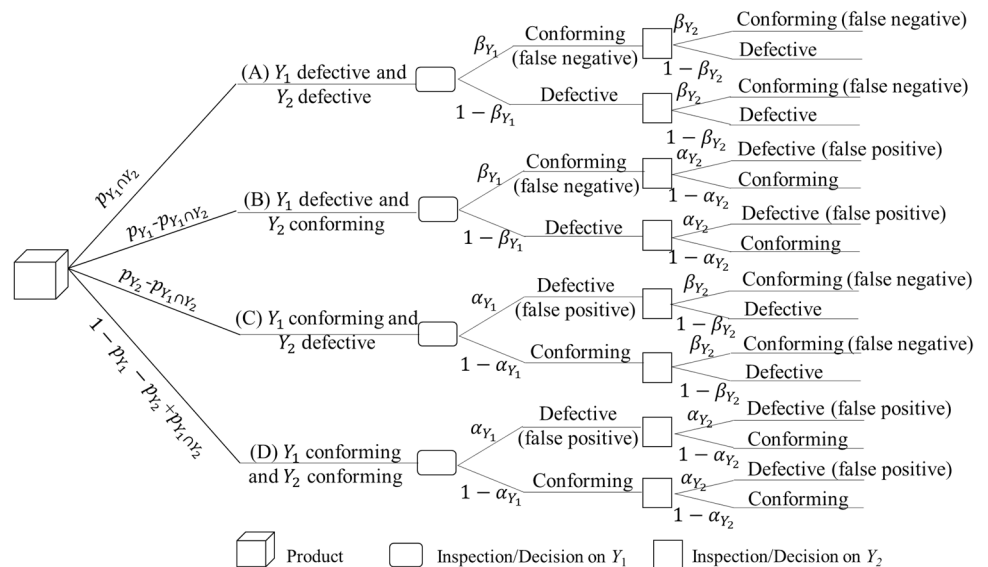 p_{Y_1∩Y_2}
p_{Y_1}-p_{Y_1∩Y_2}
p_{Y_2}-p_{Y_1∩Y_2}
1 − p_{Y_1} − p_{Y_2} + p_{Y_1∩Y_2}
(A) Y_1 defective and
Y_2 defective
β_{Y_1}
Conforming
(false negative)
1 − β_{Y_1}
Defective
β_{Y_2}
Conforming (false negative)
1 − β_{Y_2}
Defective
β_{Y_2}
Conforming (false negative)
1 − β_{Y_2}
Defective
(B) Y_1 defective and
Y_2 conforming
β_{Y_1}
Conforming
(false negative)
1 − β_{Y_1}
Defective
α_{Y_2}
Defective (false positive)
1 − α_{Y_2}
Conforming
α_{Y_2}
Defective (false positive)
1 − α_{Y_2}
Conforming
(C) Y_1 conforming and
Y_2 defective
α_{Y_1}
Defective
(false positive)
1 − α_{Y_1}
Conforming
β_{Y_2}
Conforming (false negative)
1 − β_{Y_2}
Defective
β_{Y_2}
Conforming (false negative)
1 − β_{Y_2}
Defective
(D) Y_1 conforming
and Y_2 conforming
α_{Y_1}
Defective
(false positive)
1 − α_{Y_1}
Conforming
α_{Y_2}
Defective (false positive)
1 − α_{Y_2}
Conforming
α_{Y_2}
Defective (false positive)
1 − α_{Y_2}
Conforming
Product
Inspection/Decision on Y_1
Inspection/Decision on Y_2